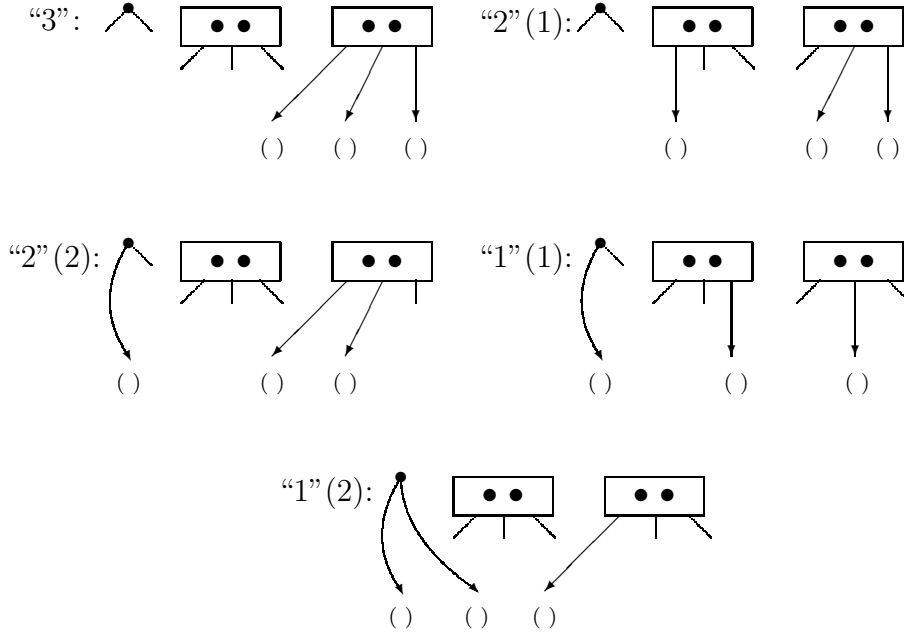 “3”: “2”(1):
( ) ( ) ( ) ( ) ( ) ( )
“2”(2): “1”(1):
( ) ( ) ( ) ( ) ( ) ( )
“1”(2):
( ) ( ) ( )